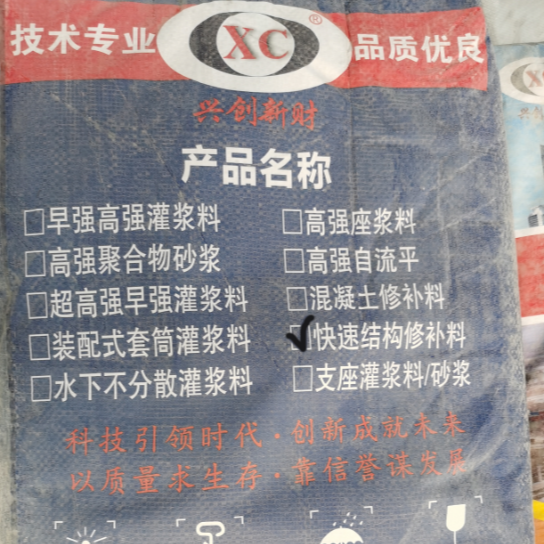 技术专业 XC® 品质优良
兴创新财
产品名称
□早强高强灌浆料 □高强座浆料
□高强聚合物砂浆 □高强自流平
□超高强早强灌浆料 □混凝土修补料
□装配式套筒灌浆料 ☑快速结构修补料
□水下不分散灌浆料 □支座灌浆料/砂浆
科技引领时代·创新成就未来
以质量求生存·靠信誉谋发展